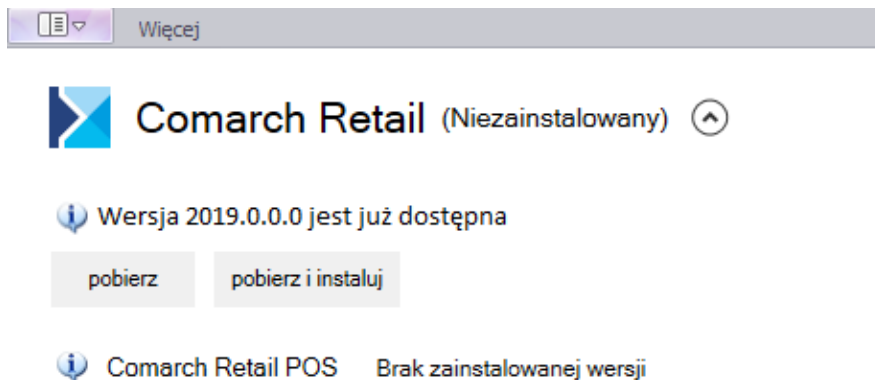 Więcej
Comarch Retail (Niezainstalowany)
Wersja 2019.0.0.0 jest już dostępna
pobierz pobierz i instaluj
Comarch Retail POS Brak zainstalowanej wersji